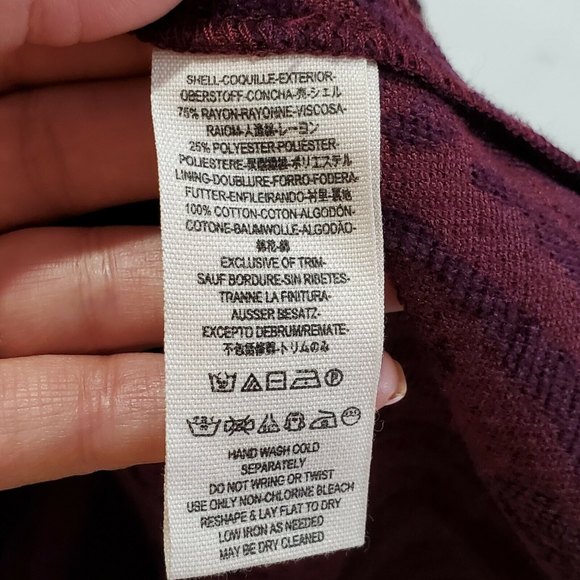 SHELL-COQUILLE-EXTERIOR-
OBERSTOFF-CONCHA-売-シェル
75% RAYON-RAYONNE-VISCOSA-
RAIOM-人造絲-レーヨン
25% POLYESTER-POLIÉSTER-
POLIESTERE-聚酯纖維-ポリエステル
LINING-DOUBLURE-FORRO-FODERA-
FUTTER-ENFILEIRANDO-衬里-裏地
100% COTTON-COTON-ALGODÓN-
COTONE-BAUMWOLLE-ALGODÃO-
棉花-綿
EXCLUSIVE OF TRIM-
SAUF BORDURE-SIN RIBETES-
TRANNE LA FINITURA-
AUSSER BESATZ-
EXCEPTO DEBRUM/REMATE-
不包括修飾-トリムのみ
HAND WASH COLD
SEPARATELY
DO NOT WRING OR TWIST
USE ONLY NON-CHLORINE BLEACH
RESHAPE & LAY FLAT TO DRY
LOW IRON AS NEEDED
MAY BE DRY CLEANED